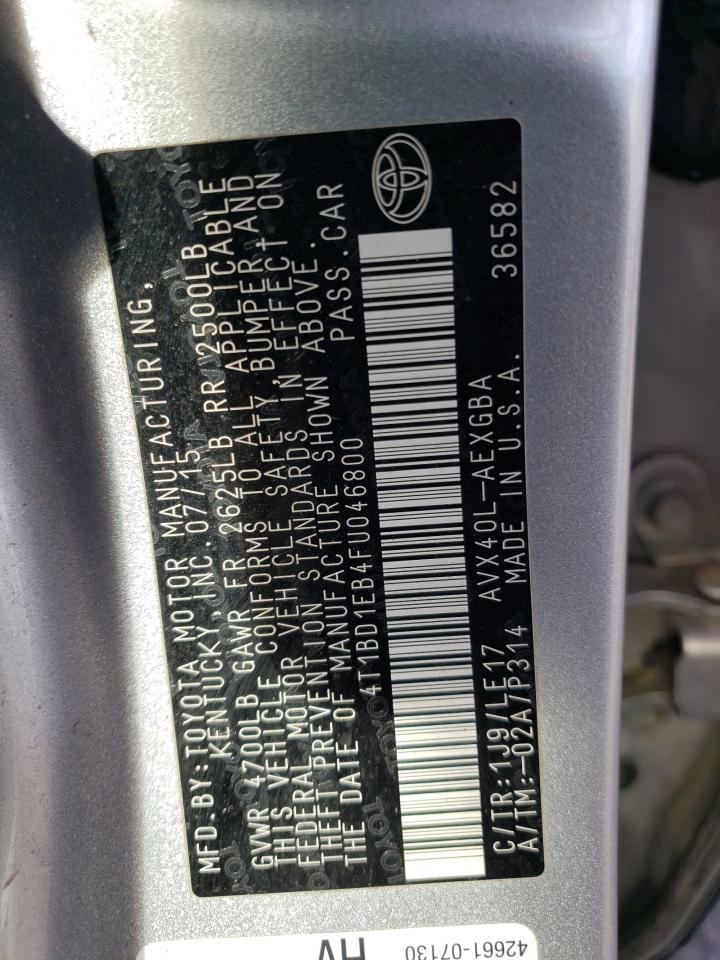 MFD.BY:TOYOTA MOTOR MANUFACTURING,
KENTUCKY,INC.07/15
GVWR 4700LB GAWR FR 2625LB RR 2500LB
THIS VEHICLE CONFORMS TO ALL APPLICABLE
FEDERAL MOTOR VEHICLE SAFETY, BUMPER, AND
THEFT PREVENTION STANDARDS IN EFFECT ON
THE DATE OF MANUFACTURE SHOWN ABOVE.
4T1BD1EB4FU046800 PASS.CAR
C/TR:1J9/LE17 AVX40L-AEXGBA
A/TM:-02A/P314 MADE IN U.S.A. 36582
HV 42661-07130